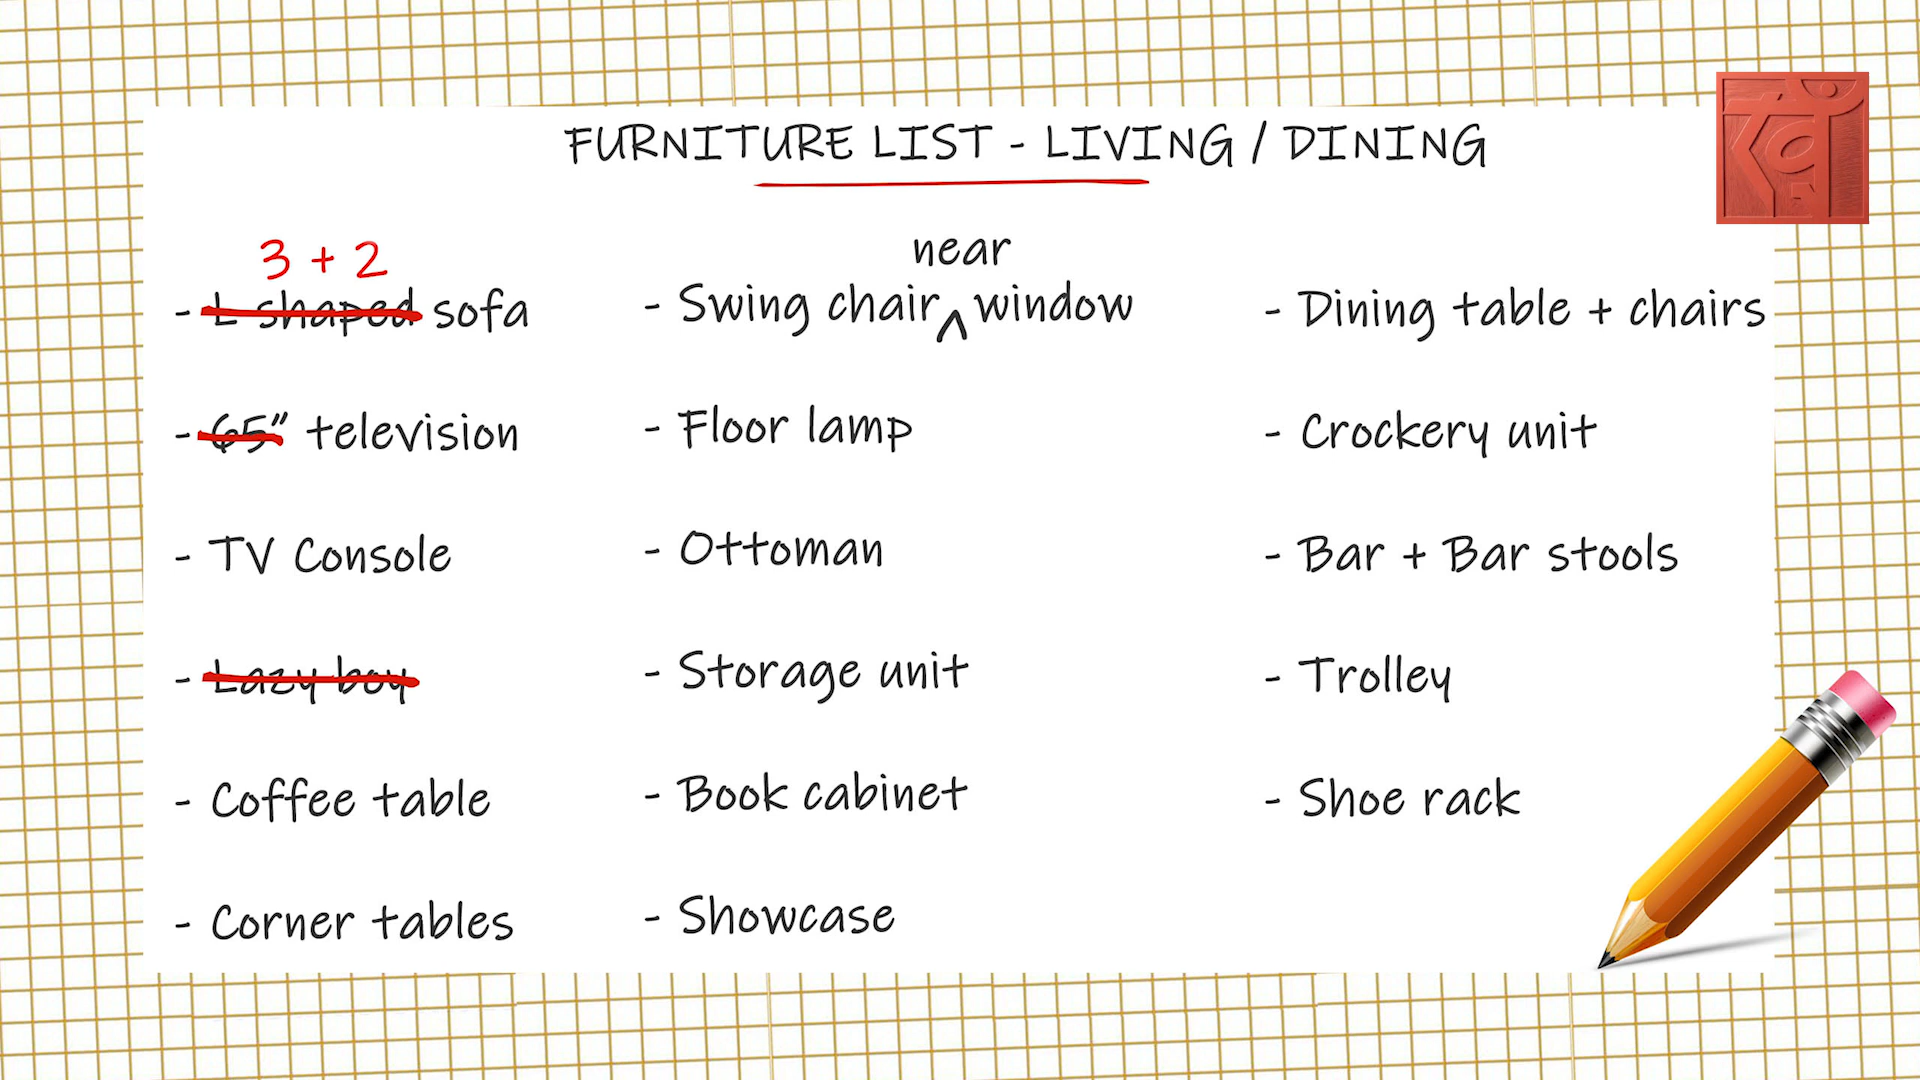 FURNITURE LIST - LIVING / DINING
3 + 2
- L shaped sofa
- 65" television
- TV Console
- Lazy boy
- Coffee table
- Corner tables
near
- Swing chair ^ window
- Floor lamp
- Ottoman
- Storage unit
- Book cabinet
- Showcase
- Dining table + chairs
- Crockery unit
- Bar + Bar stools
- Trolley
- Shoe rack